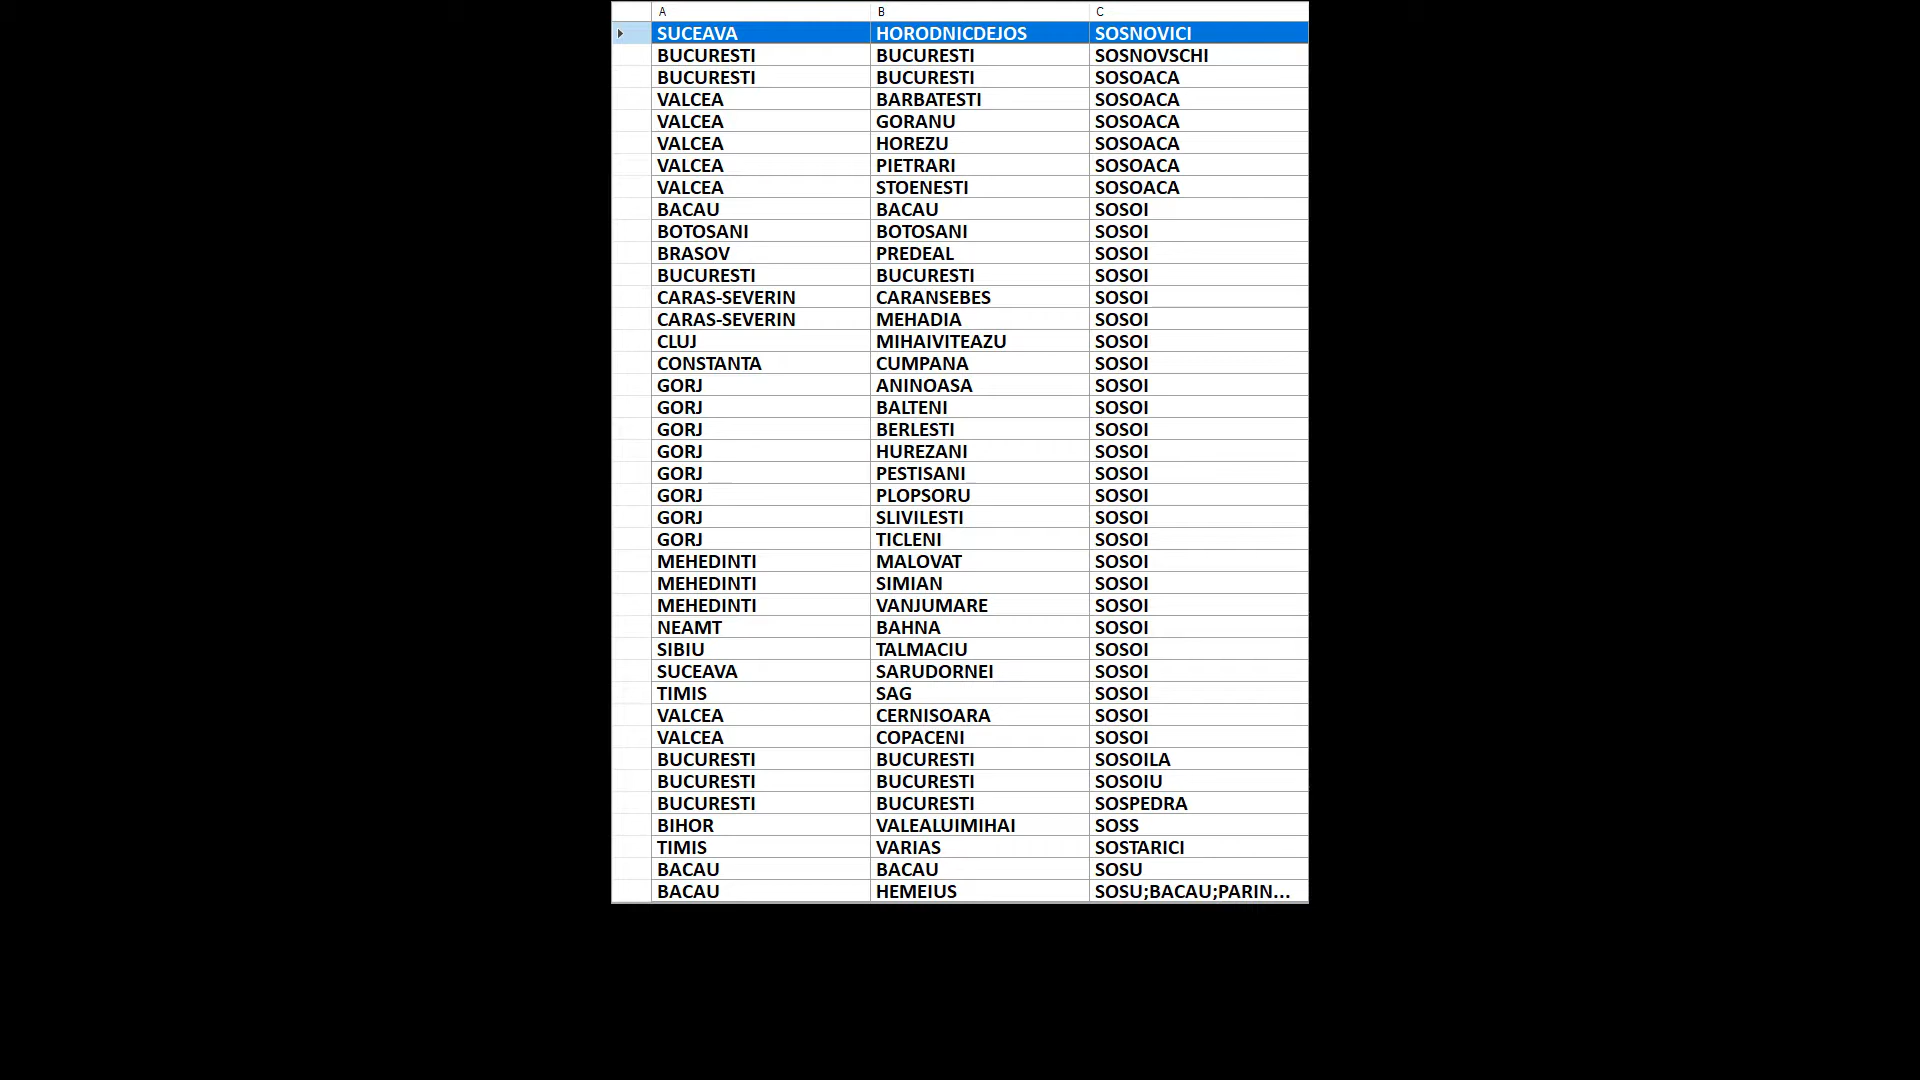 A B C
SUCEAVA HORODNICDEJOS SOSNOVICI
BUCURESTI BUCURESTI SOSNOVSCHI
BUCURESTI BUCURESTI SOSOACA
VALCEA BARBATESTI SOSOACA
VALCEA GORANU SOSOACA
VALCEA HOREZU SOSOACA
VALCEA PIETRARI SOSOACA
VALCEA STOENESTI SOSOACA
BACAU BACAU SOSOI
BOTOSANI BOTOSANI SOSOI
BRASOV PREDEAL SOSOI
BUCURESTI BUCURESTI SOSOI
CARAS-SEVERIN CARANSEBES SOSOI
CARAS-SEVERIN MEHADIA SOSOI
CLUJ MIHAIVITEAZU SOSOI
CONSTANTA CUMPANA SOSOI
GORJ ANINOASA SOSOI
GORJ BALTENI SOSOI
GORJ BERLESTI SOSOI
GORJ HUREZANI SOSOI
GORJ PESTISANI SOSOI
GORJ PLOPSORU SOSOI
GORJ SLIVILESTI SOSOI
GORJ TICLENI SOSOI
MEHEDINTI MALOVAT SOSOI
MEHEDINTI SIMIAN SOSOI
MEHEDINTI VANJUMARE SOSOI
NEAMT BAHNA SOSOI
SIBIU TALMACIU SOSOI
SUCEAVA SARUDORNEI SOSOI
TIMIS SAG SOSOI
VALCEA CERNISOARA SOSOI
VALCEA COPACENI SOSOI
BUCURESTI BUCURESTI SOSOILA
BUCURESTI BUCURESTI SOSOIU
BUCURESTI BUCURESTI SOSPEDRA
BIHOR VALEALUIMIHAI SOSS
TIMIS VARIAS SOSTARICI
BACAU BACAU SOSU
BACAU HEMEIUS SOSU;BACAU;PARIN...